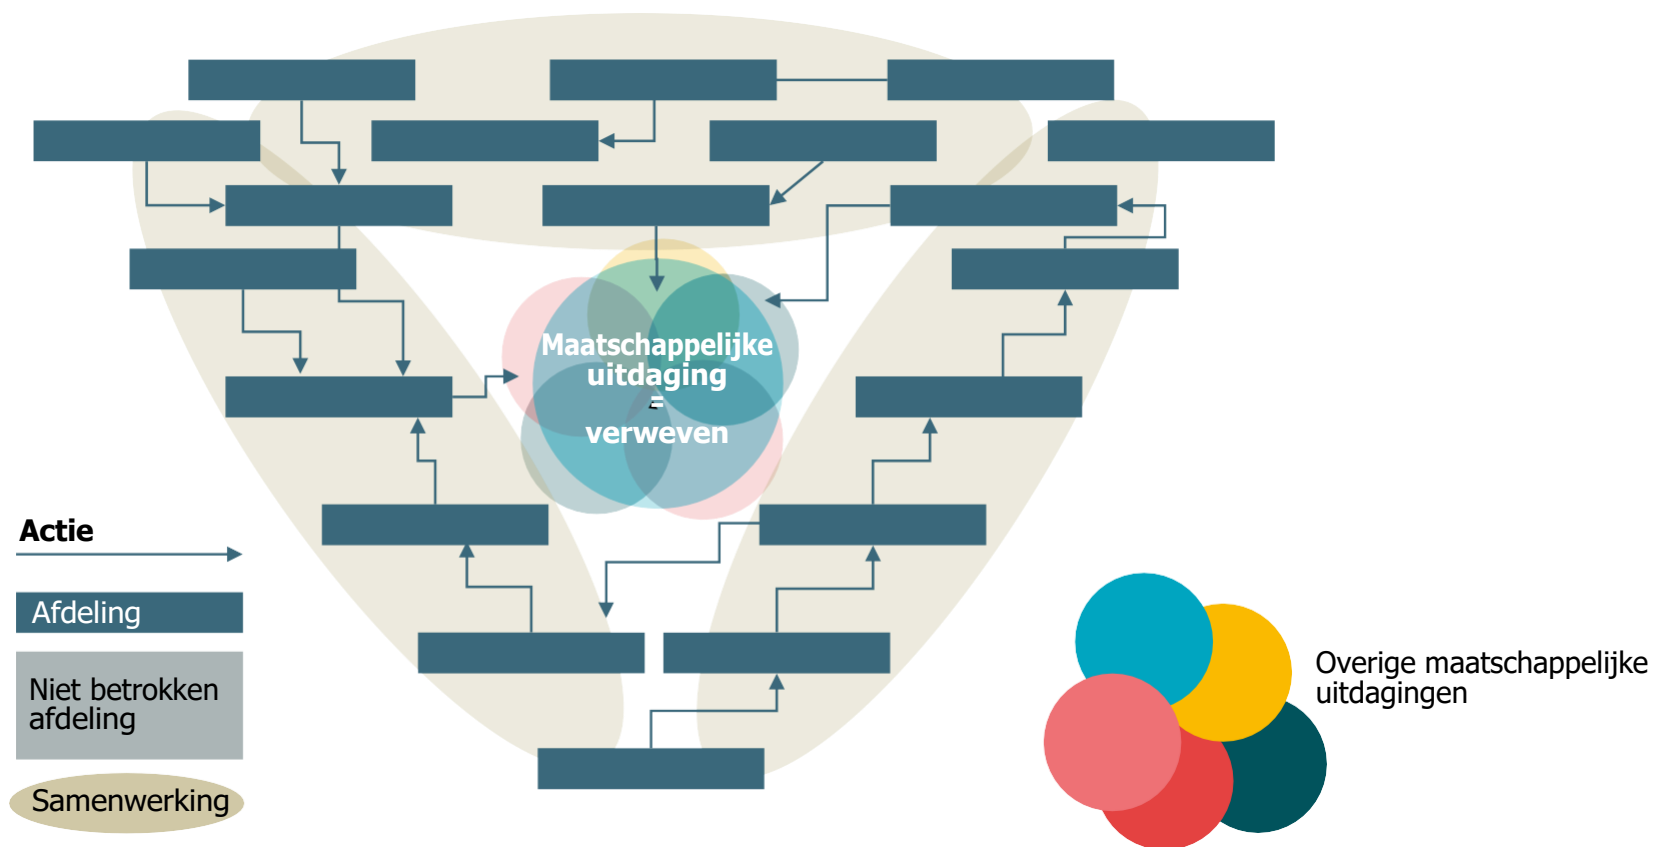 Maatschappelijke
uitdaging
=
verweven
Actie
Afdeling
Niet betrokken
afdeling
Samenwerking
Overige maatschappelijke
uitdagingen